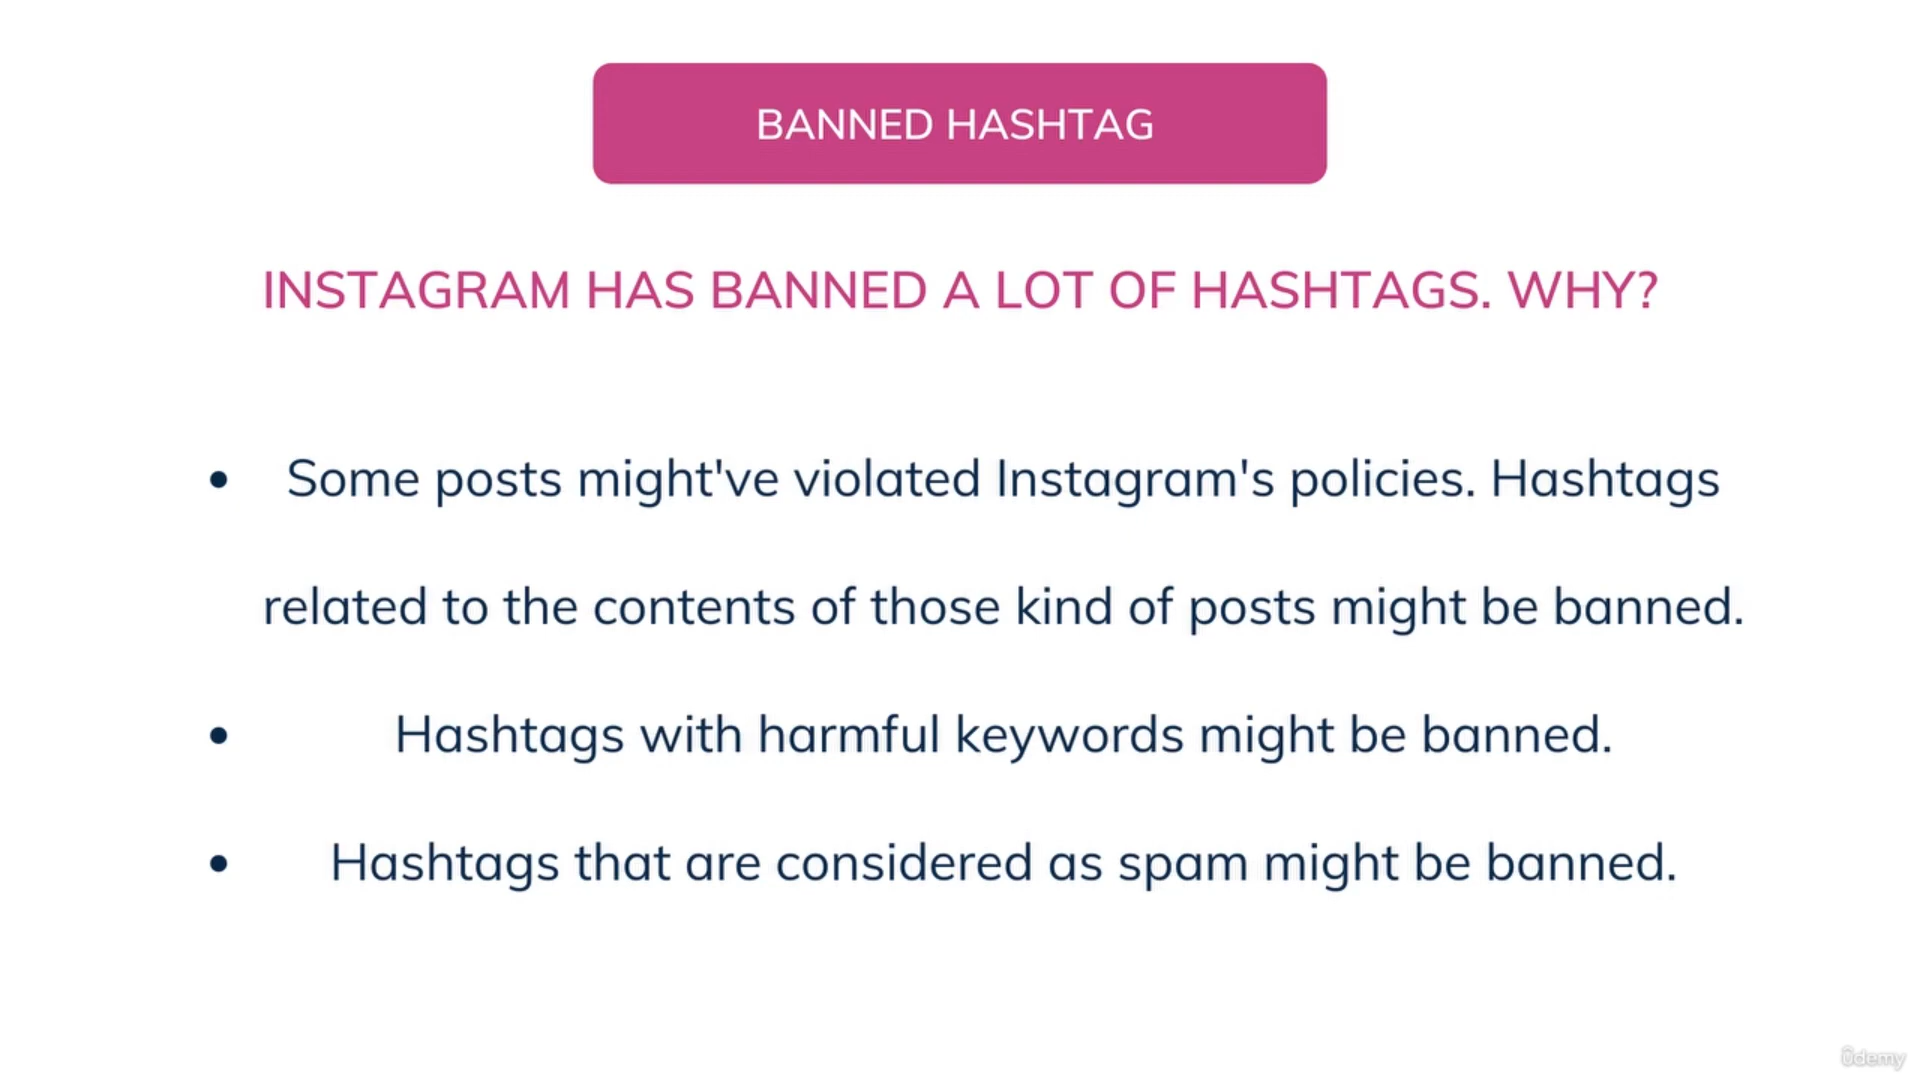 BANNED HASHTAG
INSTAGRAM HAS BANNED A LOT OF HASHTAGS. WHY?
• Some posts might've violated Instagram's policies. Hashtags
related to the contents of those kind of posts might be banned.
• Hashtags with harmful keywords might be banned.
• Hashtags that are considered as spam might be banned.
ûdemy